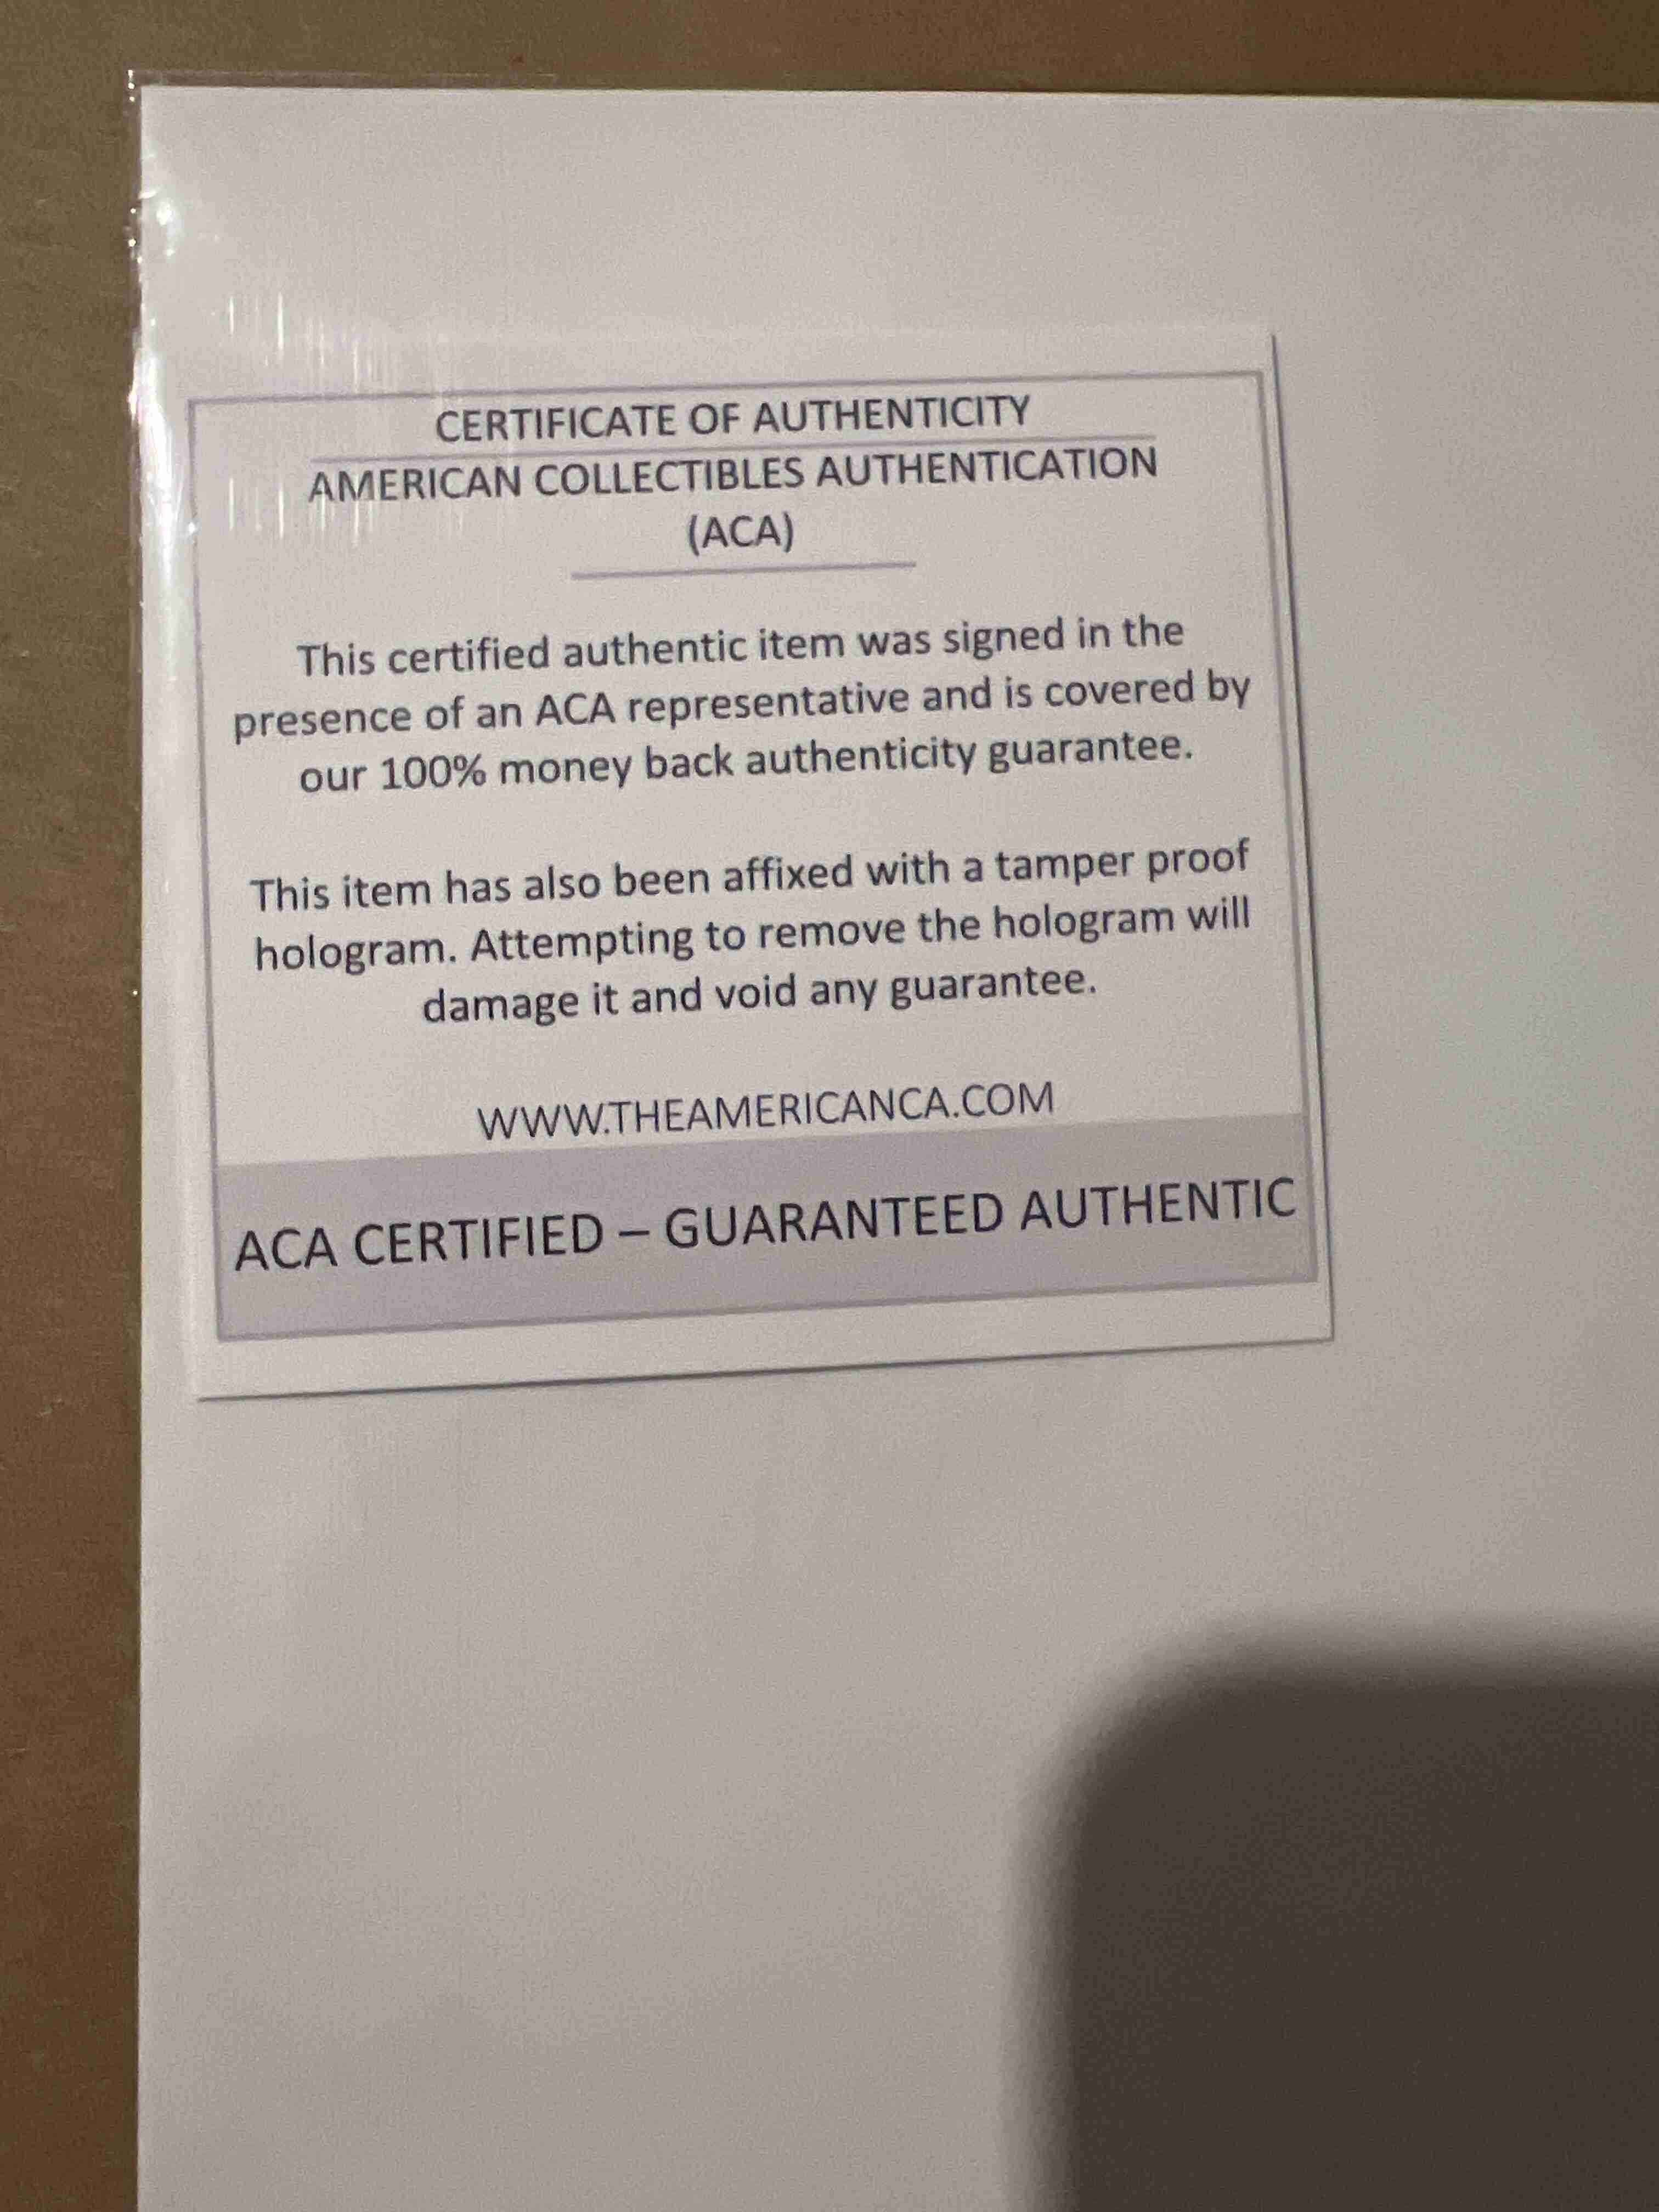 CERTIFICATE OF AUTHENTICITY
AMERICAN COLLECTIBLES AUTHENTICATION
(ACA)
This certified authentic item was signed in the
presence of an ACA representative and is covered by
our 100% money back authenticity guarantee.
This item has also been affixed with a tamper proof
hologram. Attempting to remove the hologram will
damage it and void any guarantee.
WWW.THEAMERICANCA.COM
ACA CERTIFIED – GUARANTEED AUTHENTIC